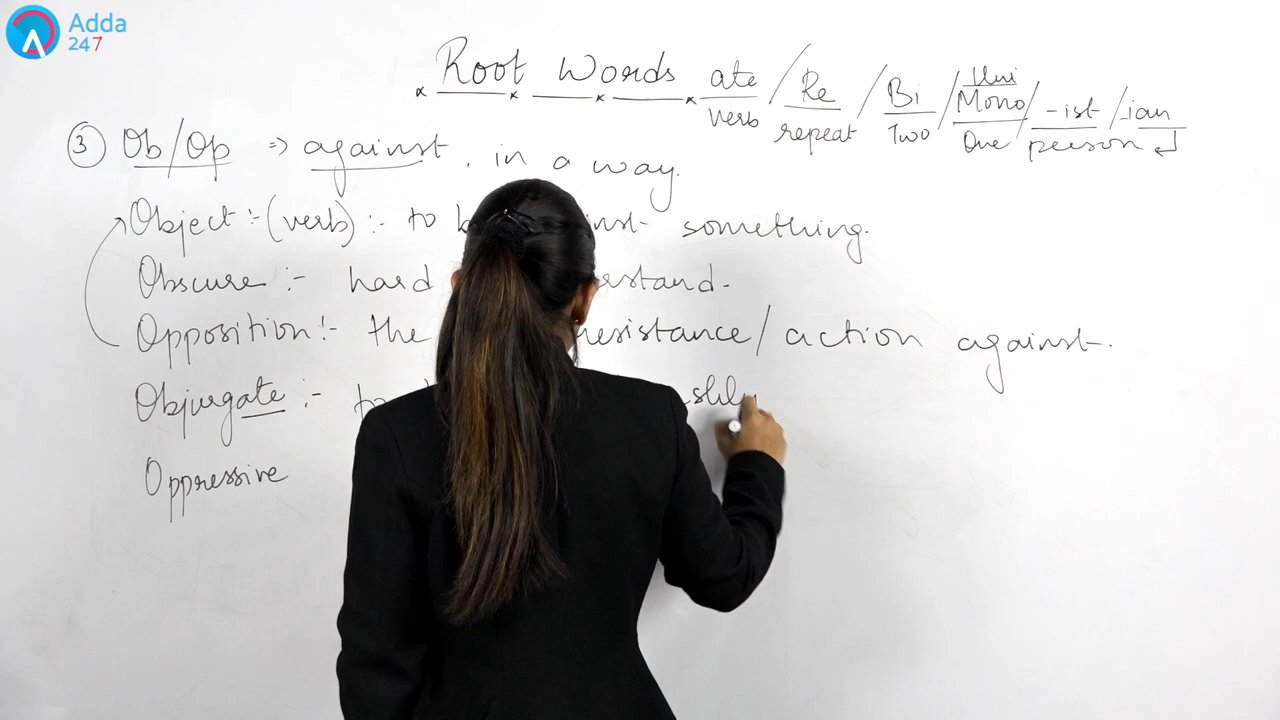 Adda
247
Root Words ate / Re / Bi / Uni Mono / -ist / ian
verb repeat Two One person
③ Ob/Op => against, in a way.
Object :- (verb) :- to something.
Obscure :- hard
Opposition :- the resistance / action against.
Objurgate :- to
Oppressive